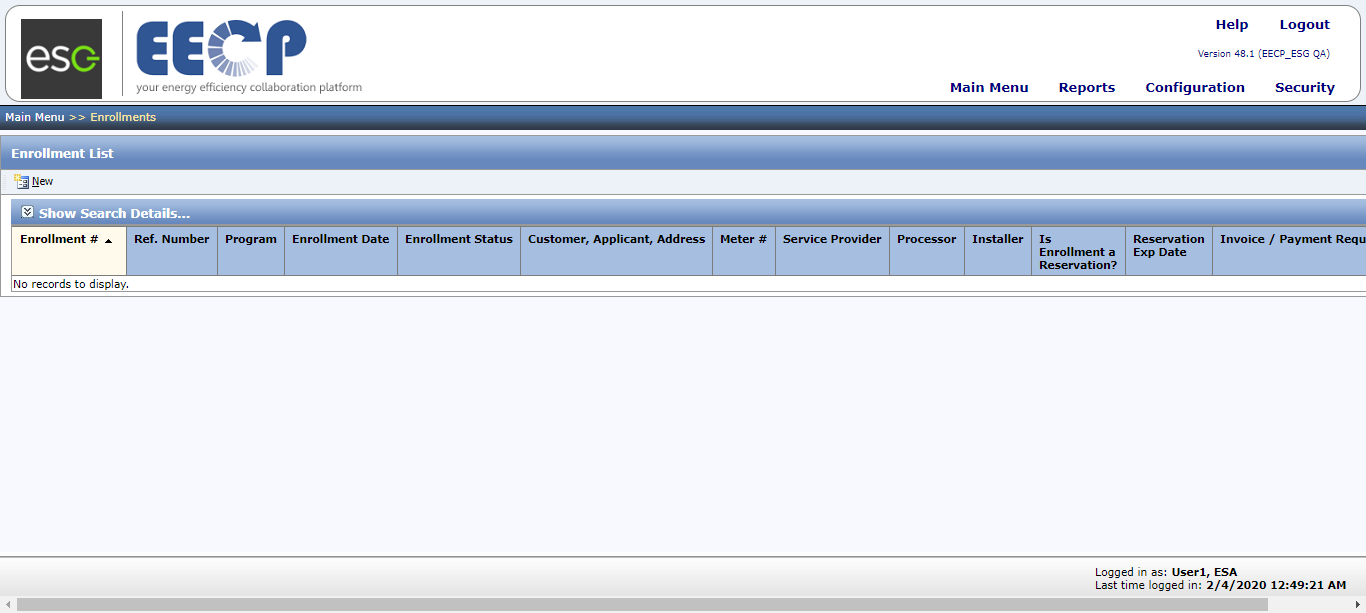 esc
EECP
your energy efficiency collaboration platform
Help Logout
Version 48.1 (EECP_ESG QA)
Main Menu Reports Configuration Security
Main Menu >> Enrollments
Enrollment List
New
Show Search Details...
Enrollment # Ref. Number Program Enrollment Date Enrollment Status Customer, Applicant, Address Meter # Service Provider Processor Installer Is Enrollment a Reservation? Reservation Exp Date Invoice / Payment Requ
No records to display.
Logged in as: User1, ESA
Last time logged in: 2/4/2020 12:49:21 AM